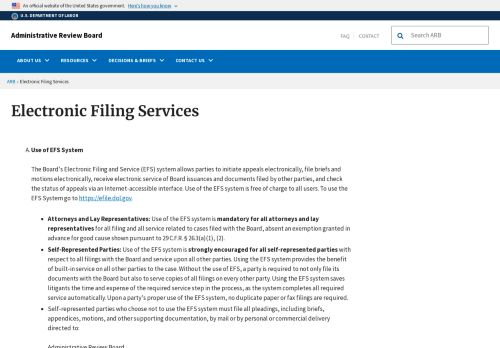 An official website of the United States government. Here's how you know
U.S. DEPARTMENT OF LABOR
Administrative Review Board
FAQ CONTACT
Search ARB
ABOUT US RESOURCES DECISIONS & BRIEFS CONTACT US
ARB › Electronic Filing Services
Electronic Filing Services
A. Use of EFS System
The Board's Electronic Filing and Service (EFS) system allows parties to initiate appeals electronically, file briefs and
motions electronically, receive electronic service of Board issuances and documents filed by other parties, and check
the status of appeals via an Internet-accessible interface. Use of the EFS system is free of charge to all users. To use the
EFS System go to https://efile.dol.gov.
• Attorneys and Lay Representatives: Use of the EFS system is mandatory for all attorneys and lay
representatives for all filing and all service related to cases filed with the Board, absent an exemption granted in
advance for good cause shown pursuant to 29 C.F.R. § 26.3(a)(1), (2).
• Self-Represented Parties: Use of the EFS system is strongly encouraged for all self-represented parties with
respect to all filings with the Board and service upon all other parties. Using the EFS system provides the benefit
of built-in service on all other parties to the case. Without the use of EFS, a party is required to not only file its
documents with the Board but also to serve copies of all filings on every other party. Using the EFS system saves
litigants the time and expense of the required service step in the process, as the system completes all required
service automatically. Upon a party's proper use of the EFS system, no duplicate paper or fax filings are required.
• Self-represented parties who choose not to use the EFS system must file all pleadings, including briefs,
appendices, motions, and other supporting documentation, by mail or by personal or commercial delivery
directed to:
Administrative Review Board